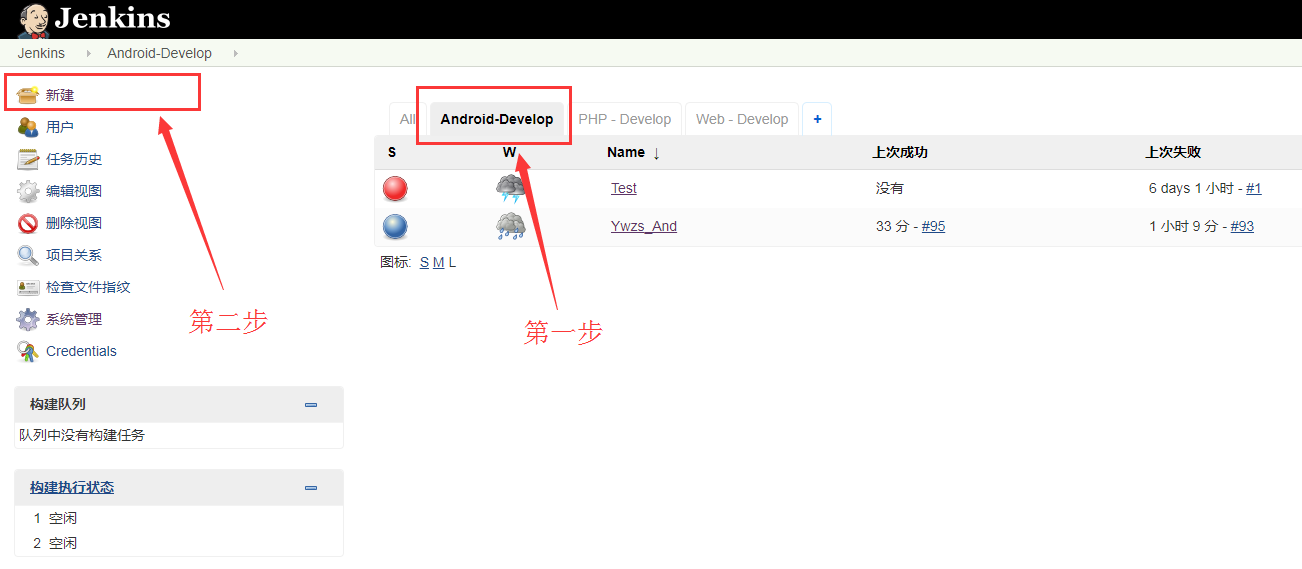 Jenkins
Jenkins Android-Develop
新建
用户
任务历史
编辑视图
删除视图
项目关系
检查文件指纹
系统管理
Credentials
第二步
构建队列
队列中没有构建任务
构建执行状态
1 空闲
2 空闲
All Android-Develop PHP - Develop Web - Develop +
S W Name ↓ 上次成功 上次失败
Test 没有 6 days 1 小时 - #1
Ywzs_And 33 分 - #95 1 小时 9 分 - #93
图标: S M L
第一步